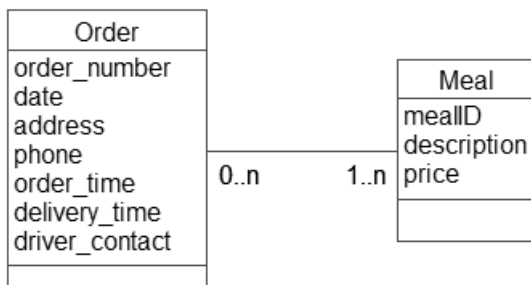 Order
order_number
date
address
phone
order_time
delivery_time
driver_contact
0..n
1..n
Meal
mealID
description
price